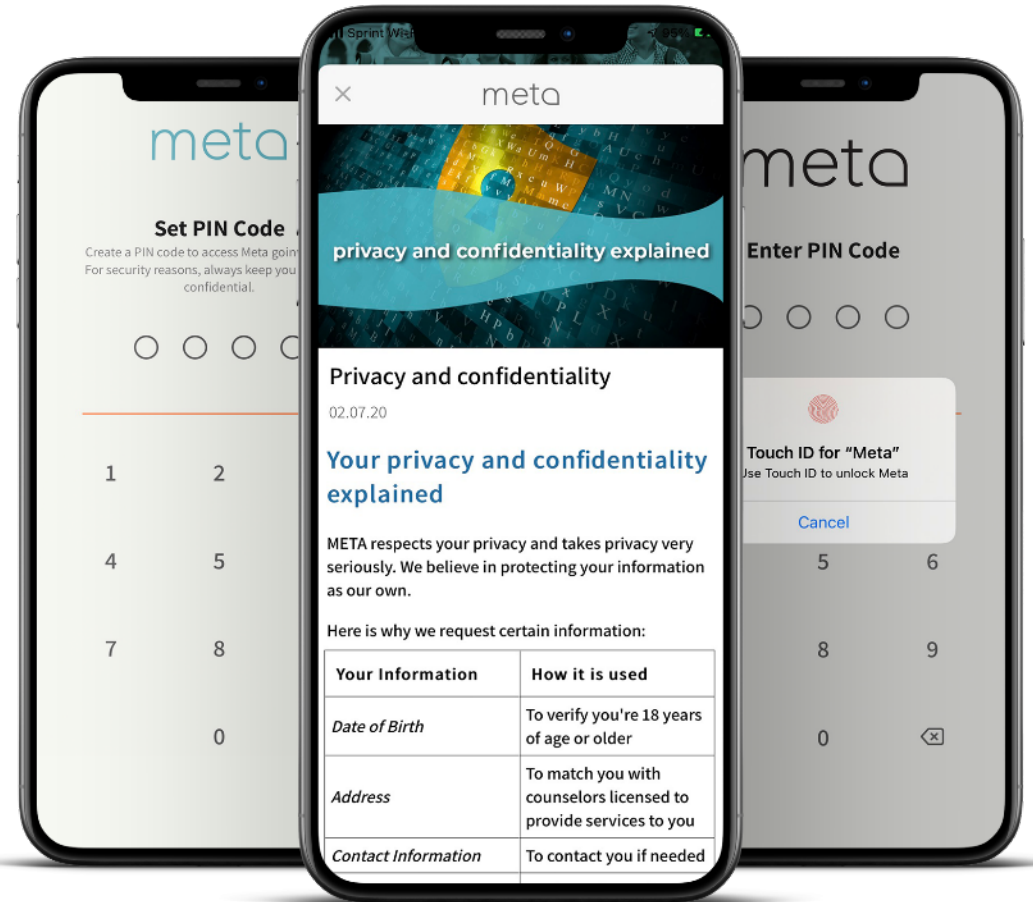 meta
Set PIN Code
Create a PIN code to access Meta goin
For security reasons, always keep you
confidential.
1 2
4 5
7 8
0
Sprint
95%
meta
privacy and confidentiality explained
Privacy and confidentiality
02.07.20
Your privacy and confidentiality
explained
META respects your privacy and takes privacy very
seriously. We believe in protecting your information
as our own.
Here is why we request certain information:
Your Information How it is used
Date of Birth To verify you're 18 years
of age or older
Address To match you with
counselors licensed to
provide services to you
Contact Information To contact you if needed
meta
Enter PIN Code
Touch ID for “Meta”
Use Touch ID to unlock Meta
Cancel
5 6
8 9
0